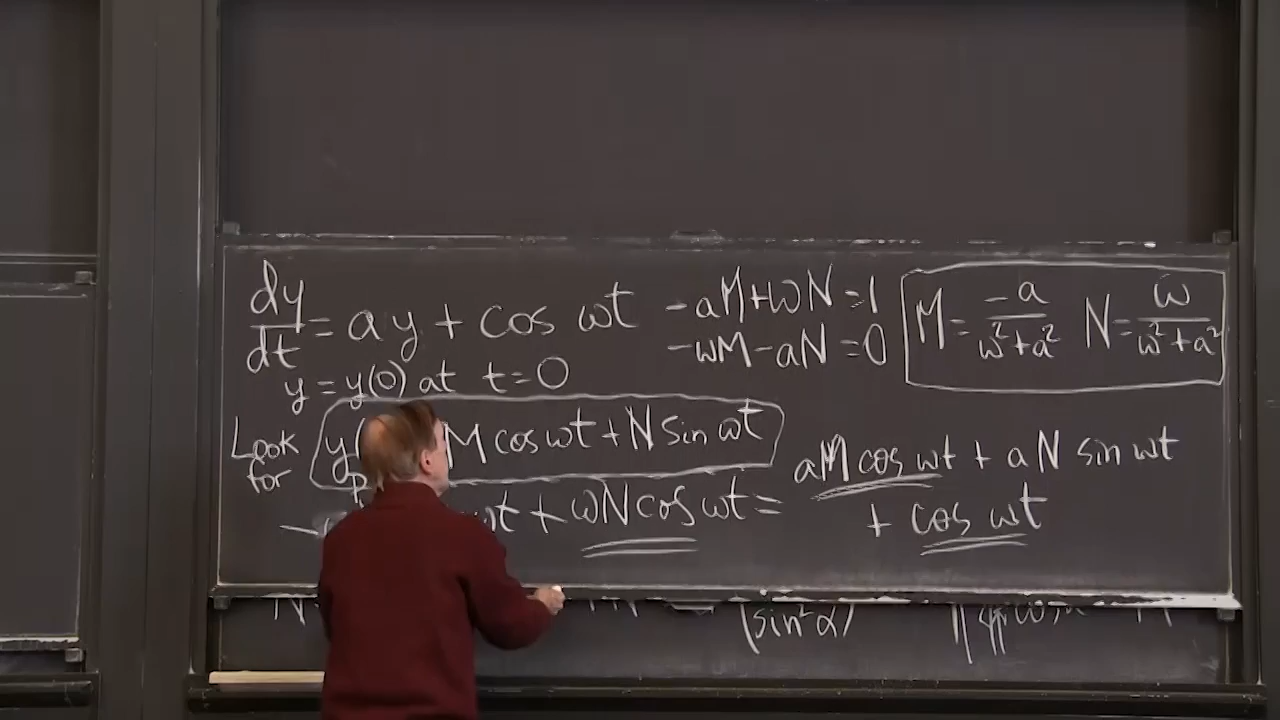 dy/dt = ay + cos ωt
y = y(0) at t=0
Look for y( M cos ωt + N sin ωt
ωt + ωN cos ωt = aM cos ωt + aN sin ωt
+ cos ωt
-aM + ωN = 1
-ωM - aN = 0
M = -a/(ω² + a²) N = ω/(ω² + a²)
(sin²α)